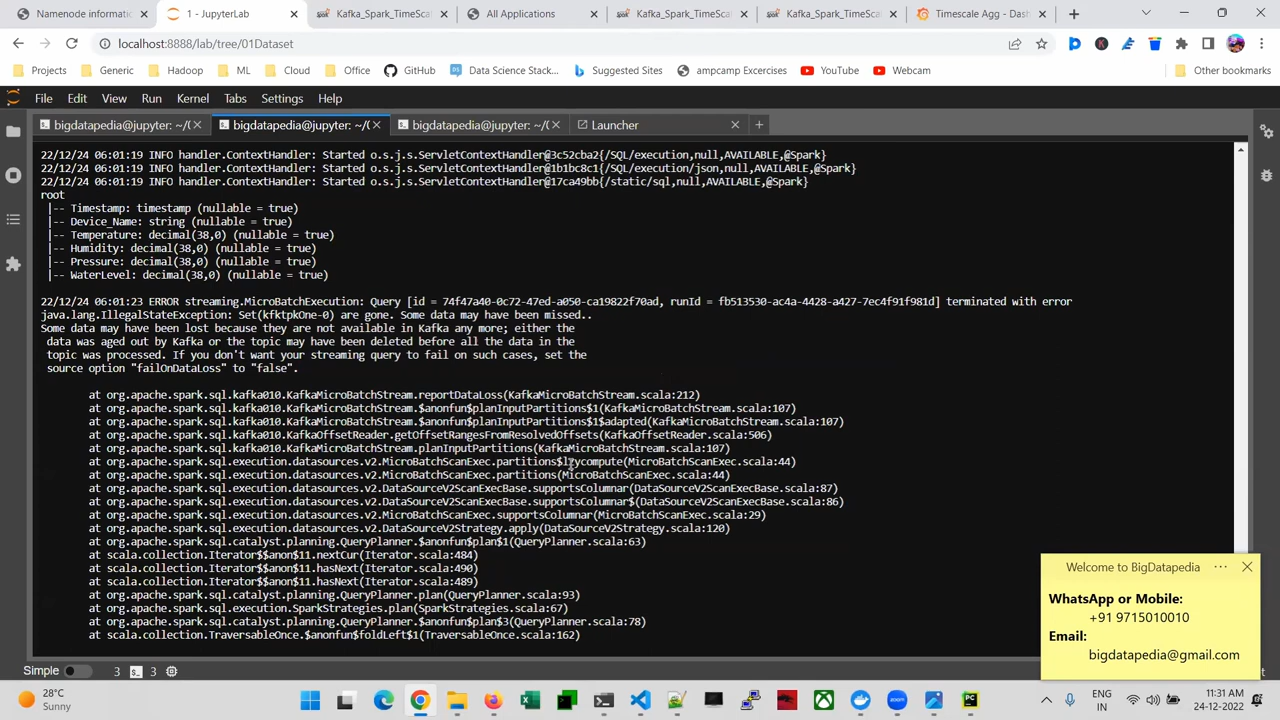 Namenode informati
1 - JupyterLab
Kafka_Spark_TimeScal
All Applications
Kafka_Spark_TimeScal
Kafka_Spark_TimeScal
Timescale Agg - Dash
localhost:8888/lab/tree/01Dataset
Projects
Generic
Hadoop
ML
Cloud
Office
GitHub
Data Science Stack...
Suggested Sites
ampcamp Excercises
YouTube
Webcam
Other bookmarks
File Edit View Run Kernel Tabs Settings Help
bigdatapedia@jupyter: ~/(
bigdatapedia@jupyter: ~/(
bigdatapedia@jupyter: ~/(
Launcher
22/12/24 06:01:19 INFO handler.ContextHandler: Started o.s.j.s.ServletContextHandler@3c52cba2{/SQL/execution,null,AVAILABLE,@Spark}
22/12/24 06:01:19 INFO handler.ContextHandler: Started o.s.j.s.ServletContextHandler@1b1bc8c1{/SQL/execution/json,null,AVAILABLE,@Spark}
22/12/24 06:01:19 INFO handler.ContextHandler: Started o.s.j.s.ServletContextHandler@17ca49bb{/static/sql,null,AVAILABLE,@Spark}
root
|-- Timestamp: timestamp (nullable = true)
|-- Device_Name: string (nullable = true)
|-- Temperature: decimal(38,0) (nullable = true)
|-- Humidity: decimal(38,0) (nullable = true)
|-- Pressure: decimal(38,0) (nullable = true)
|-- WaterLevel: decimal(38,0) (nullable = true)
22/12/24 06:01:23 ERROR streaming.MicroBatchExecution: Query [id = 74f47a40-0c72-47ed-a050-ca19822f70ad, runId = fb513530-ac4a-4428-a427-7ec4f91f981d] terminated with error
java.lang.IllegalStateException: Set(kfktpkOne-0) are gone. Some data may have been missed..
Some data may have been lost because they are not available in Kafka any more; either the
data was aged out by Kafka or the topic may have been deleted before all the data in the
topic was processed. If you don't want your streaming query to fail on such cases, set the
source option "failOnDataLoss" to "false".
at org.apache.spark.sql.kafka010.KafkaMicroBatchStream.reportDataLoss(KafkaMicroBatchStream.scala:212)
at org.apache.spark.sql.kafka010.KafkaMicroBatchStream.$anonfun$planInputPartitions$1(KafkaMicroBatchStream.scala:107)
at org.apache.spark.sql.kafka010.KafkaMicroBatchStream.$anonfun$planInputPartitions$1$adapted(KafkaMicroBatchStream.scala:107)
at org.apache.spark.sql.kafka010.KafkaOffsetReader.getOffsetRangesFromResolvedOffsets(KafkaOffsetReader.scala:506)
at org.apache.spark.sql.kafka010.KafkaMicroBatchStream.planInputPartitions(KafkaMicroBatchStream.scala:107)
at org.apache.spark.sql.execution.datasources.v2.MicroBatchScanExec.partitions$lzycompute(MicroBatchScanExec.scala:44)
at org.apache.spark.sql.execution.datasources.v2.MicroBatchScanExec.partitions(MicroBatchScanExec.scala:44)
at org.apache.spark.sql.execution.datasources.v2.DataSourceV2ScanExecBase.supportsColumnar(DataSourceV2ScanExecBase.scala:87)
at org.apache.spark.sql.execution.datasources.v2.DataSourceV2ScanExecBase.supportsColumnar$(DataSourceV2ScanExecBase.scala:86)
at org.apache.spark.sql.execution.datasources.v2.MicroBatchScanExec.supportsColumnar(MicroBatchScanExec.scala:29)
at org.apache.spark.sql.execution.datasources.v2.DataSourceV2Strategy.apply(DataSourceV2Strategy.scala:120)
at org.apache.spark.sql.catalyst.planning.QueryPlanner.$anonfun$plan$1(QueryPlanner.scala:63)
at scala.collection.Iterator$$anon$11.nextCur(Iterator.scala:484)
at scala.collection.Iterator$$anon$11.hasNext(Iterator.scala:490)
at scala.collection.Iterator$$anon$11.hasNext(Iterator.scala:489)
at org.apache.spark.sql.catalyst.planning.QueryPlanner.plan(QueryPlanner.scala:93)
at org.apache.spark.sql.execution.SparkStrategies.plan(SparkStrategies.scala:67)
at org.apache.spark.sql.catalyst.planning.QueryPlanner.$anonfun$plan$3(QueryPlanner.scala:78)
at scala.collection.TraversableOnce.$anonfun$foldLeft$1(TraversableOnce.scala:162)
Welcome to BigDatapedia
WhatsApp or Mobile:
+91 9715010010
Email:
bigdatapedia@gmail.com
Simple
3
3
28°C
Sunny
ENG
IN
11:31 AM
24-12-2022